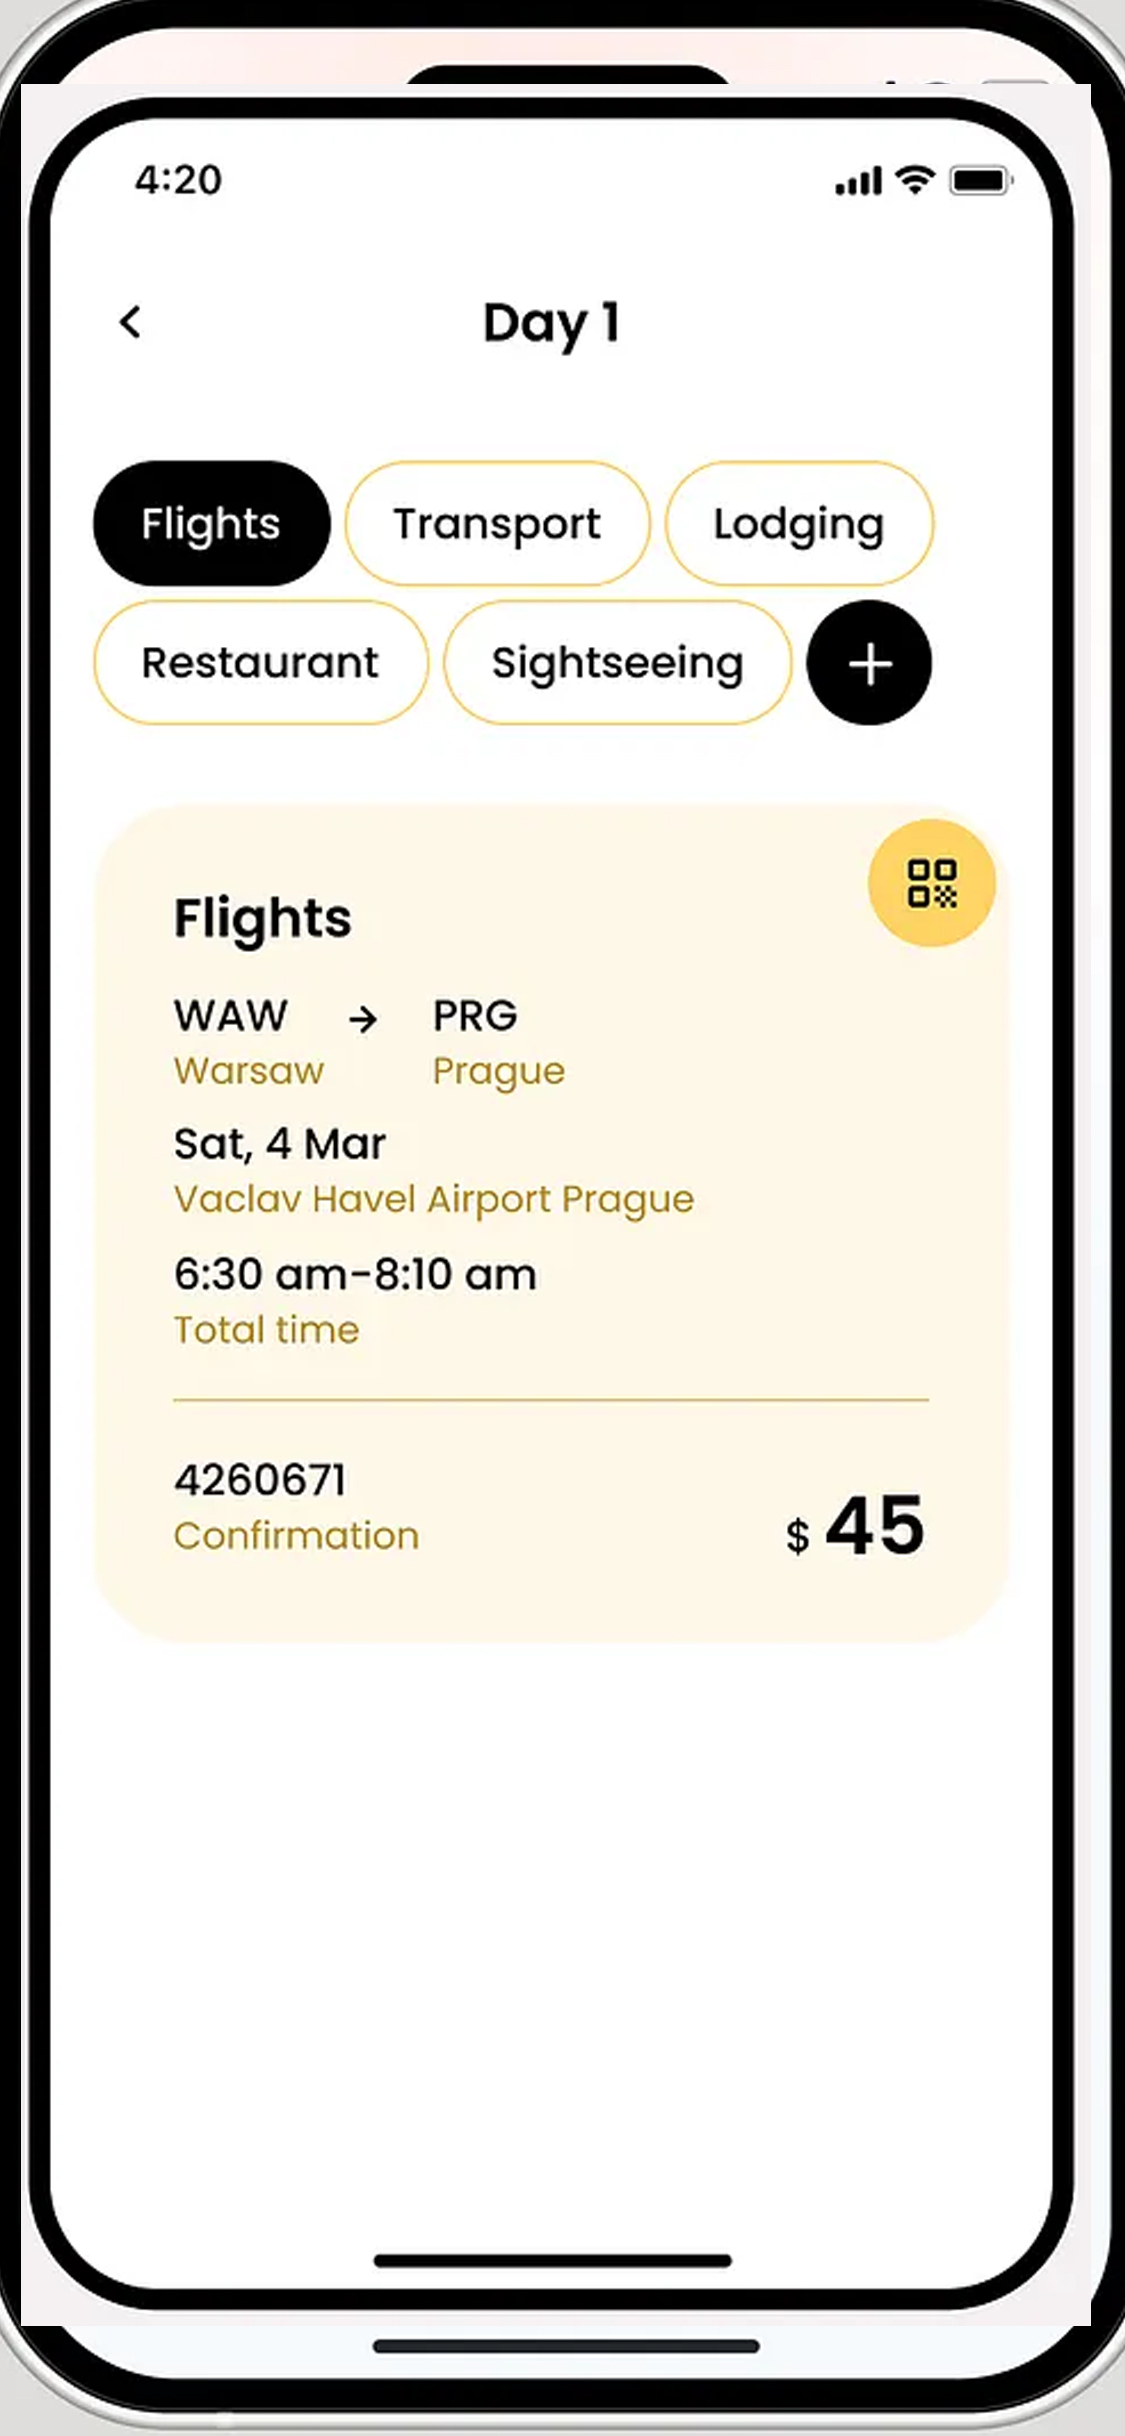 4:20
Day 1
Flights Transport Lodging
Restaurant Sightseeing
Flights
WAW → PRG
Warsaw Prague
Sat, 4 Mar
Vaclav Havel Airport Prague
6:30 am-8:10 am
Total time
4260671
Confirmation
$ 45